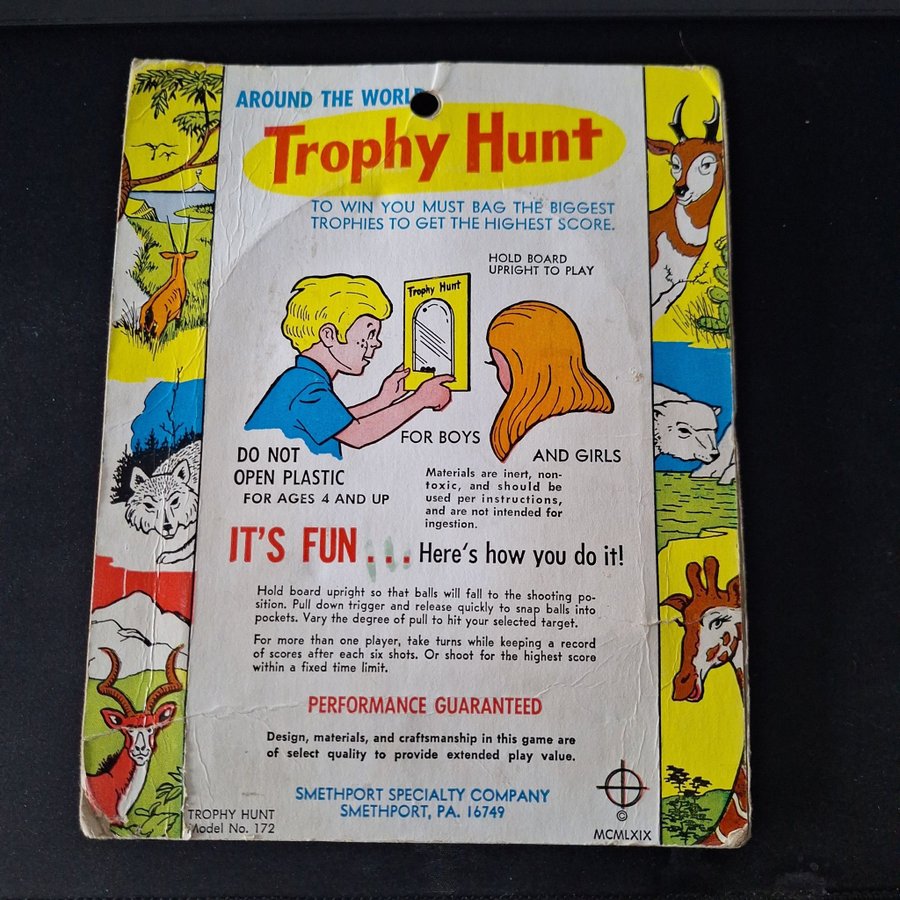 AROUND THE WORLD
Trophy Hunt
TO WIN YOU MUST BAG THE BIGGEST
TROPHIES TO GET THE HIGHEST SCORE.
HOLD BOARD
UPRIGHT TO PLAY
Trophy Hunt
FOR BOYS
AND GIRLS
DO NOT
OPEN PLASTIC
FOR AGES 4 AND UP
Materials are inert, non-
toxic, and should be
used per instructions,
and are not intended for
ingestion.
IT'S FUN . . . Here's how you do it!
Hold board upright so that balls will fall to the shooting po-
sition. Pull down trigger and release quickly to snap balls into
pockets. Vary the degree of pull to hit your selected target.
For more than one player, take turns while keeping a record
of scores after each six shots. Or shoot for the highest score
within a fixed time limit.
PERFORMANCE GUARANTEED
Design, materials, and craftsmanship in this game are
of select quality to provide extended play value.
SMETHPORT SPECIALTY COMPANY
SMETHPORT, PA. 16749
TROPHY HUNT
Model No. 172
©
MCMLXIX